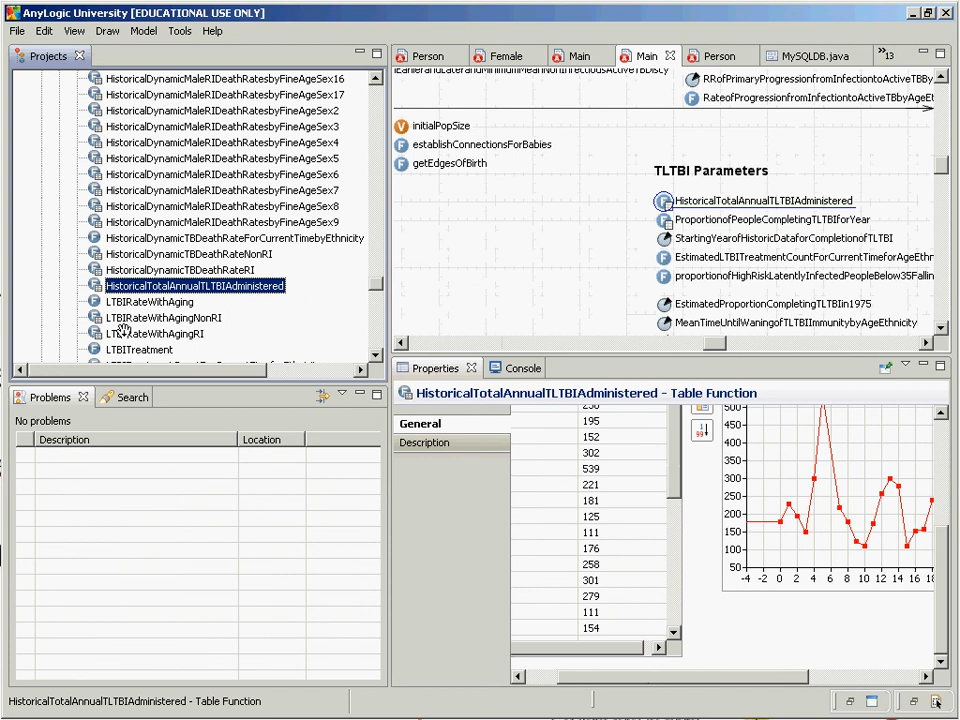 AnyLogic University [EDUCATIONAL USE ONLY]
File Edit View Draw Model Tools Help
Projects
HistoricalDynamicMaleRIDeathRatesbyFineAgeSex16
HistoricalDynamicMaleRIDeathRatesbyFineAgeSex17
HistoricalDynamicMaleRIDeathRatesbyFineAgeSex2
HistoricalDynamicMaleRIDeathRatesbyFineAgeSex3
HistoricalDynamicMaleRIDeathRatesbyFineAgeSex4
HistoricalDynamicMaleRIDeathRatesbyFineAgeSex5
HistoricalDynamicMaleRIDeathRatesbyFineAgeSex6
HistoricalDynamicMaleRIDeathRatesbyFineAgeSex7
HistoricalDynamicMaleRIDeathRatesbyFineAgeSex8
HistoricalDynamicMaleRIDeathRatesbyFineAgeSex9
HistoricalDynamicTBDeathRateForCurrentTimebyEthnicity
HistoricalDynamicTBDeathRateNonRI
HistoricalDynamicTBDeathRateRI
HistoricalTotalAnnualTLTBIAdministered
LTBIRateWithAging
LTBIRateWithAgingNonRI
LTBIRateWithAgingRI
LTBITreatment
Person Female Main Main Person MySQLDB.java 13
RRofPrimaryProgressionfromInfectiontoActiveTBBy
RateofProgressionfromInfectiontoActiveTBbyAgeEt
initialPopSize
establishConnectionsForBabies
getEdgesOfBirth
TLTBI Parameters
HistoricalTotalAnnualTLTBIAdministered
ProportionofPeopleCompletingTLTBIforYear
StartingYearofHistoricDataforCompletionofTLTBI
EstimatedLTBITreatmentCountForCurrentTimeforAgeEthn
proportionofHighRiskLatentlyInfectedPeopleBelow35Fallin
EstimatedProportionCompletingTLTBIin1975
MeanTimeUntilWaningofTLTBIImmunitybyAgeEthnicity
Problems Search
No problems
Description Location
Properties Console
HistoricalTotalAnnualTLTBIAdministered - Table Function
General
Description
195
152
302
539
221
181
125
111
176
258
301
279
111
154
500
450
400
350
300
250
200
150
100
50
-4 -2 0 2 4 6 8 10 12 14 16 18
HistoricalTotalAnnualTLTBIAdministered - Table Function